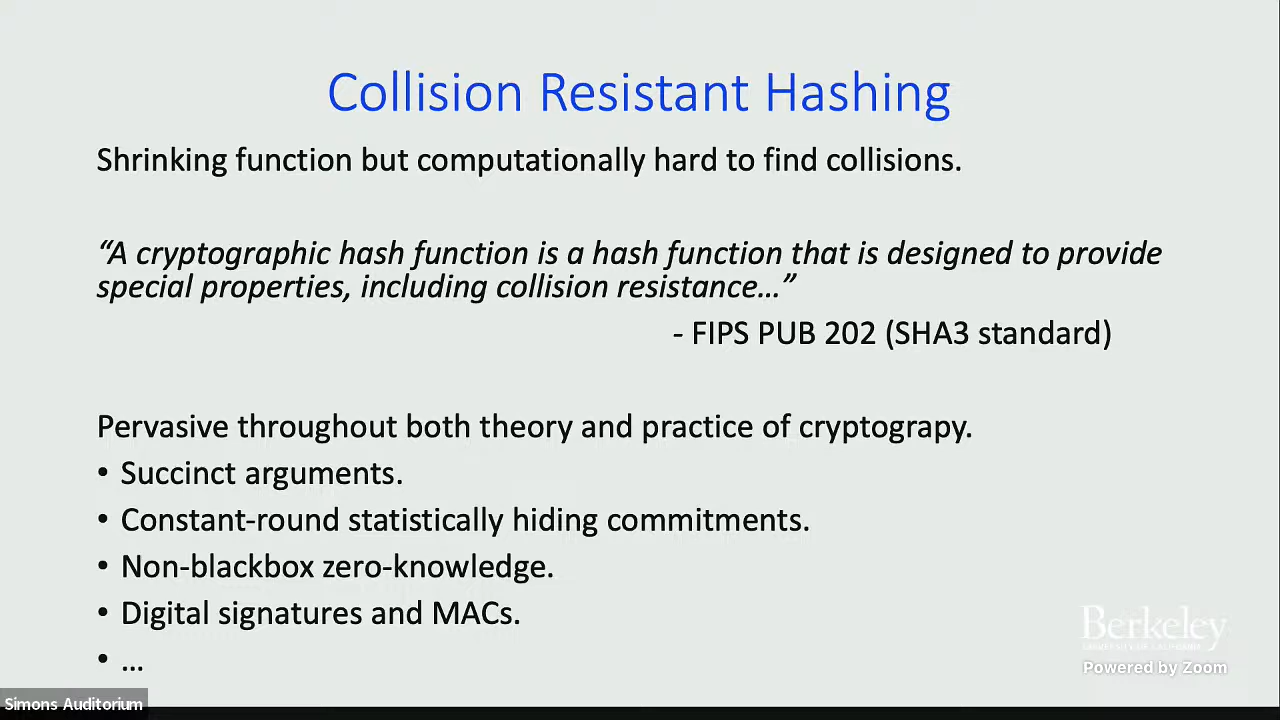 Collision Resistant Hashing
Shrinking function but computationally hard to find collisions.
“A cryptographic hash function is a hash function that is designed to provide
special properties, including collision resistance…”
- FIPS PUB 202 (SHA3 standard)
Pervasive throughout both theory and practice of cryptograpy.
• Succinct arguments.
• Constant-round statistically hiding commitments.
• Non-blackbox zero-knowledge.
• Digital signatures and MACs.
• …
Berkeley
UNIVERSITY OF CALIFORNIA
Powered by Zoom
Simons Auditorium